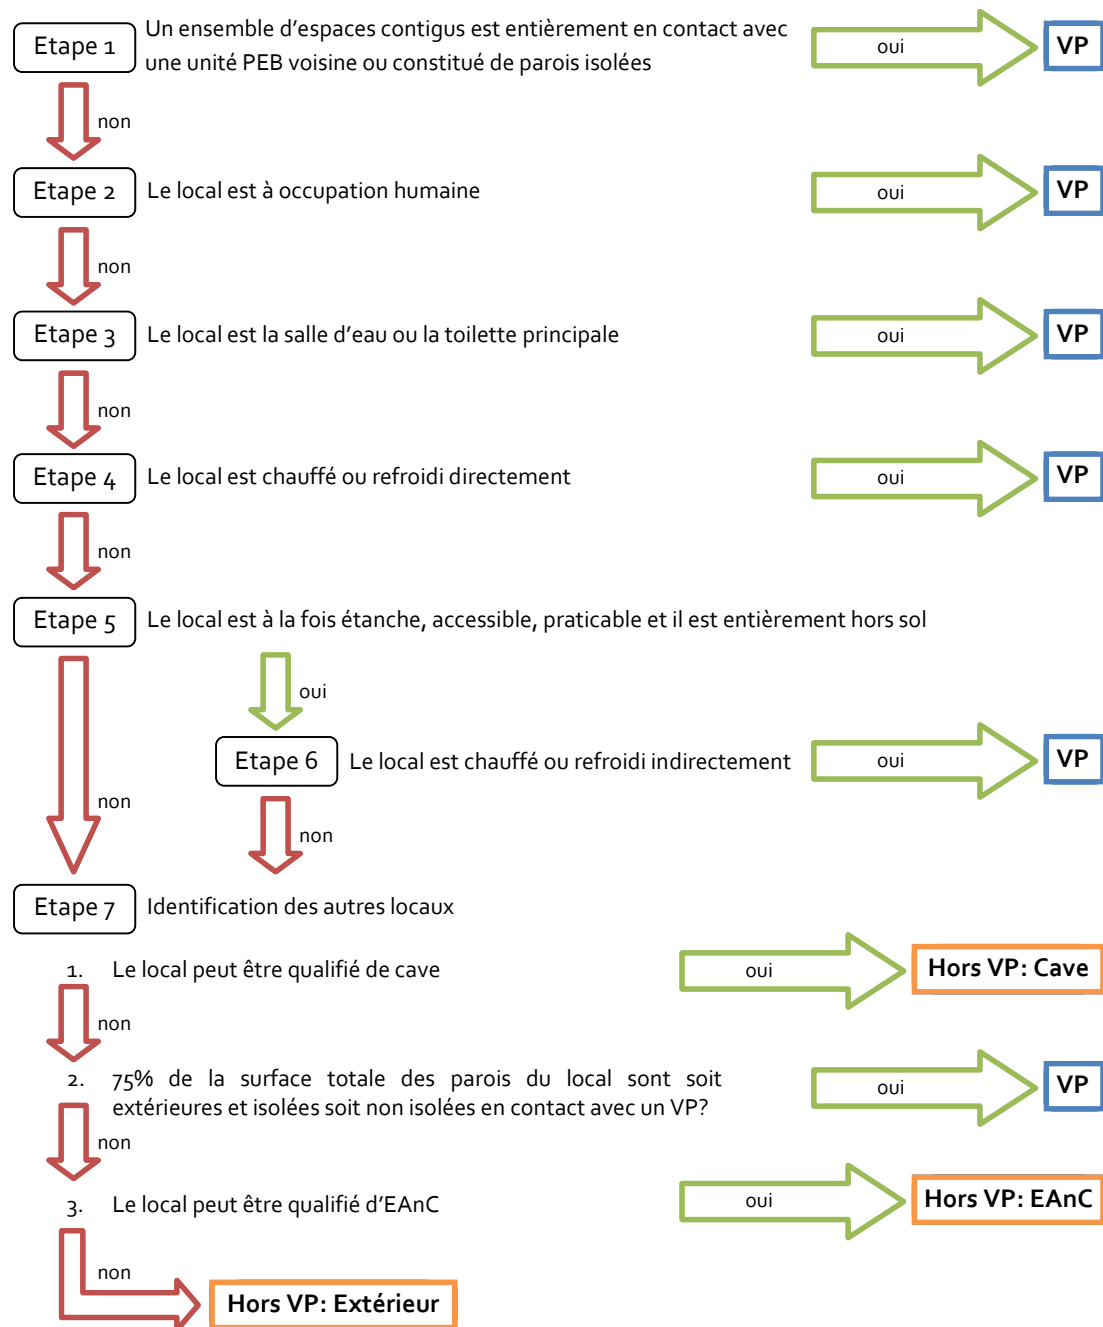 Etape 1
Un ensemble d’espaces contigus est entièrement en contact avec
une unité PEB voisine ou constitué de parois isolées
oui
VP
non
Etape 2
Le local est à occupation humaine
oui
VP
non
Etape 3
Le local est la salle d’eau ou la toilette principale
oui
VP
non
Etape 4
Le local est chauffé ou refroidi directement
oui
VP
non
Etape 5
Le local est à la fois étanche, accessible, praticable et il est entièrement hors sol
oui
Etape 6
Le local est chauffé ou refroidi indirectement
oui
VP
non
non
Etape 7
Identification des autres locaux
1. Le local peut être qualifié de cave
oui
Hors VP: Cave
non
2. 75% de la surface totale des parois du local sont soit
extérieures et isolées soit non isolées en contact avec un VP?
oui
VP
non
3. Le local peut être qualifié d’EAnC
oui
Hors VP: EAnC
non
Hors VP: Extérieur